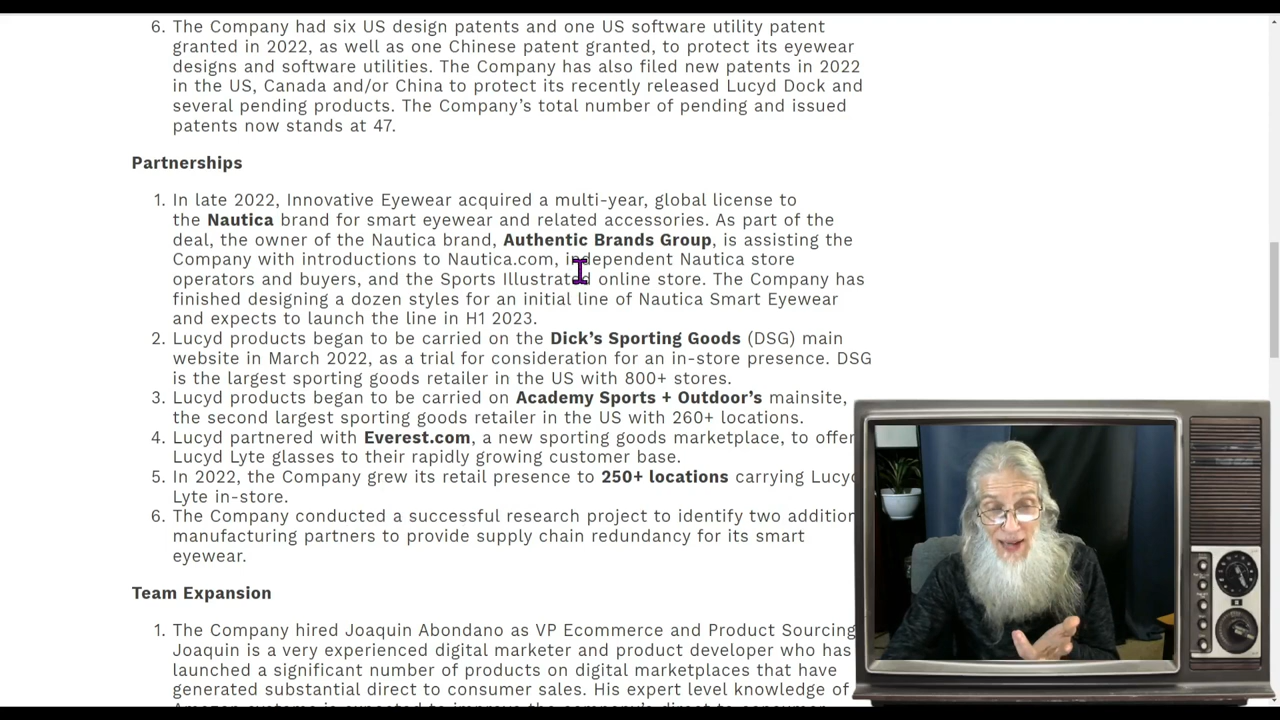 6. The Company had six US design patents and one US software utility patent
granted in 2022, as well as one Chinese patent granted, to protect its eyewear
designs and software utilities. The Company has also filed new patents in 2022
in the US, Canada and/or China to protect its recently released Lucyd Dock and
several pending products. The Company's total number of pending and issued
patents now stands at 47.
Partnerships
1. In late 2022, Innovative Eyewear acquired a multi-year, global license to
the Nautica brand for smart eyewear and related accessories. As part of the
deal, the owner of the Nautica brand, Authentic Brands Group, is assisting the
Company with introductions to Nautica.com, independent Nautica store
operators and buyers, and the Sports Illustrated online store. The Company has
finished designing a dozen styles for an initial line of Nautica Smart Eyewear
and expects to launch the line in H1 2023.
2. Lucyd products began to be carried on the Dick's Sporting Goods (DSG) main
website in March 2022, as a trial for consideration for an in-store presence. DSG
is the largest sporting goods retailer in the US with 800+ stores.
3. Lucyd products began to be carried on Academy Sports + Outdoor's mainsite,
the second largest sporting goods retailer in the US with 260+ locations.
4. Lucyd partnered with Everest.com, a new sporting goods marketplace, to offer
Lucyd Lyte glasses to their rapidly growing customer base.
5. In 2022, the Company grew its retail presence to 250+ locations carrying Lucyd
Lyte in-store.
6. The Company conducted a successful research project to identify two addition
manufacturing partners to provide supply chain redundancy for its smart
eyewear.
Team Expansion
1. The Company hired Joaquin Abondano as VP Ecommerce and Product Sourcing
Joaquin is a very experienced digital marketer and product developer who has
launched a significant number of products on digital marketplaces that have
generated substantial direct to consumer sales. His expert level knowledge of
Amazon systems is expected to improve the company's direct to consumer